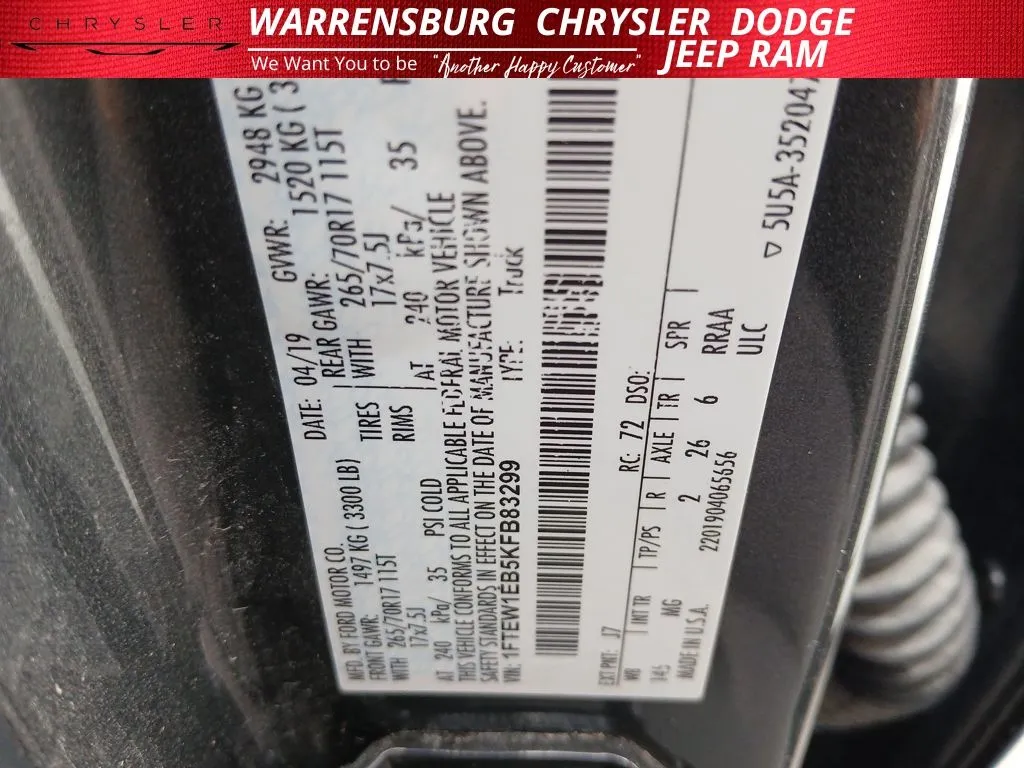 CHRYSLER
WARRENSBURG CHRYSLER DODGE
JEEP RAM
We Want You to be "Another Happy Customer"
MFD. BY FORD MOTOR CO.
DATE: 04/19 GVWR: 2948 KG
FRONT GAWR: 1497 KG ( 3300 LB) REAR GAWR: 1520 KG ( 3
WITH 265/70R17 115T TIRES WITH 265/70R17 115T
17x7.5J RIMS 17x7.5J
AT 240 kPa/ 35 PSI COLD AT 240 kPa/ 35
THIS VEHICLE CONFORMS TO ALL APPLICABLE FEDERAL MOTOR VEHICLE
SAFETY STANDARDS IN EFFECT ON THE DATE OF MANUFACTURE SHOWN ABOVE.
VIN: 1FTEW1EB5KFB83299 TYPE: TRUCK
EXT PNT: J7 RC: 72 DSO:
WB INT TR TP/PS R AXLE TR SPR
145 MG 2 26 6 RRAA
MADE IN U.S.A. 2201904065656 ULC
▽ 5U5A-352047